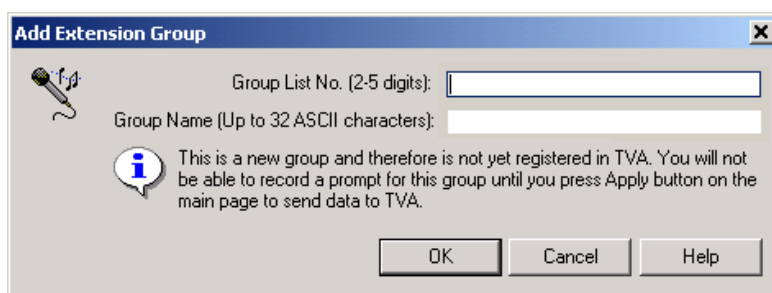 Add Extension Group
Group List No. (2-5 digits):
Group Name (Up to 32 ASCII characters):
This is a new group and therefore is not yet registered in TVA. You will not
be able to record a prompt for this group until you press Apply button on the
main page to send data to TVA.
OK Cancel Help